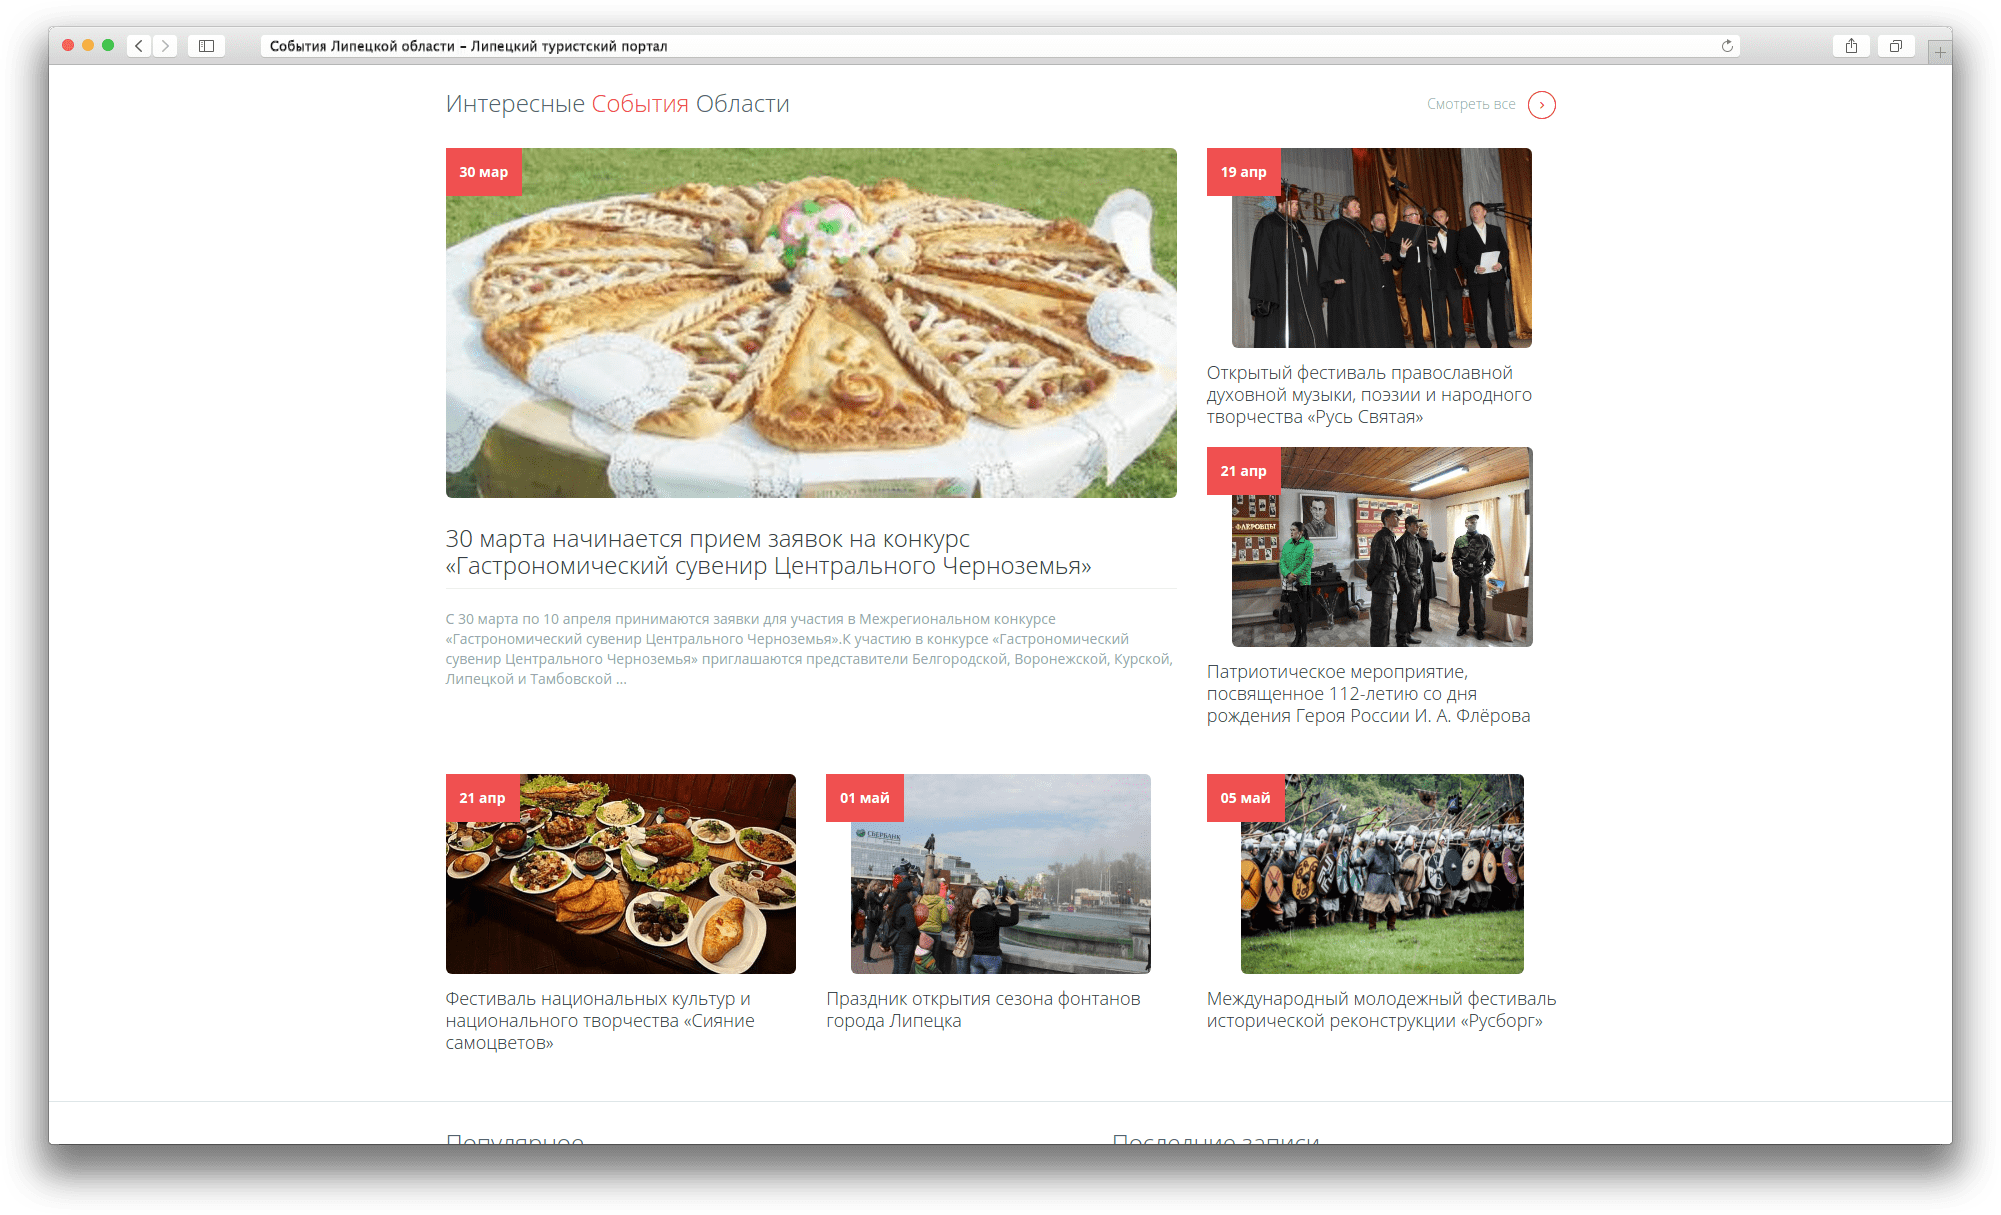 События Липецкой области – Липецкий туристский портал
Интересные События Области
Смотреть все
30 мар
30 марта начинается прием заявок на конкурс
«Гастрономический сувенир Центрального Черноземья»
С 30 марта по 10 апреля принимаются заявки для участия в Межрегиональном конкурсе
«Гастрономический сувенир Центрального Черноземья».К участию в конкурсе «Гастрономический
сувенир Центрального Черноземья» приглашаются представители Белгородской, Воронежской, Курской,
Липецкой и Тамбовской ...
19 апр
Открытый фестиваль православной
духовной музыки, поэзии и народного
творчества «Русь Святая»
21 апр
ФЛЕРОВЦЫ
Патриотическое мероприятие,
посвященное 112-летию со дня
рождения Героя России И. А. Флёрова
21 апр
Фестиваль национальных культур и
национального творчества «Сияние
самоцветов»
01 май
СБЕРБАНК
Праздник открытия сезона фонтанов
города Липецка
05 май
Международный молодежный фестиваль
исторической реконструкции «Русборг»
Популярное
Последние записи